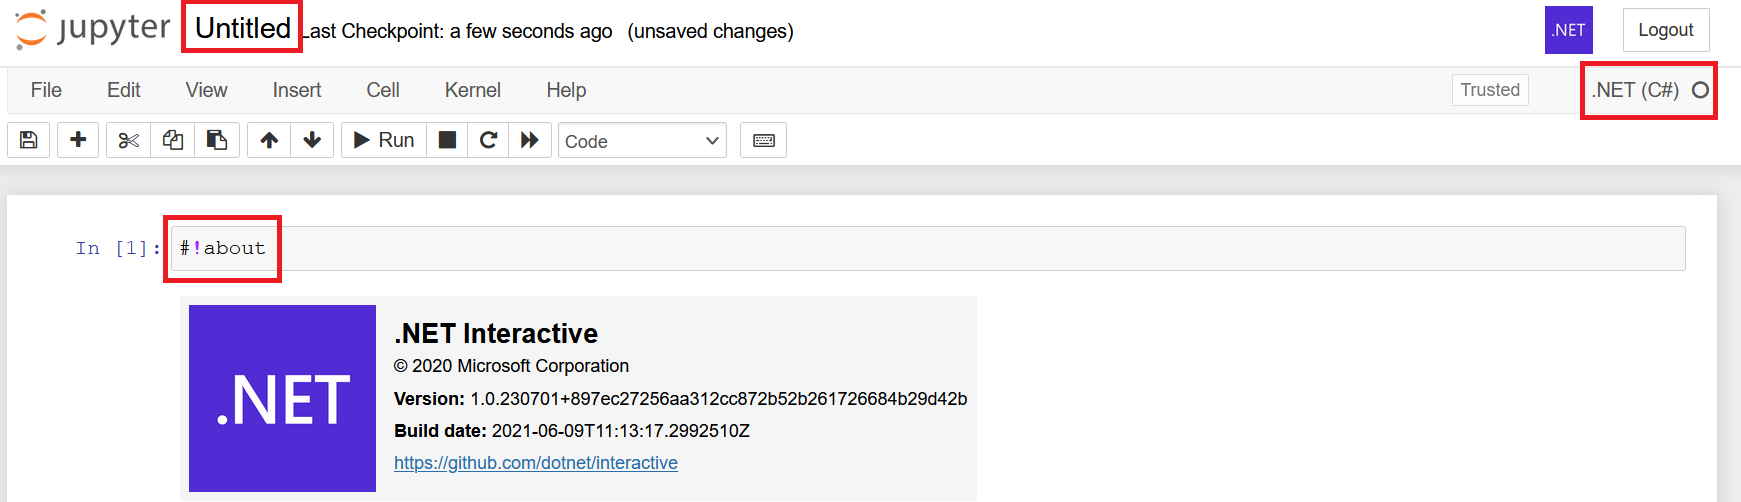 jupyter Untitled Last Checkpoint: a few seconds ago (unsaved changes) .NET Logout
File Edit View Insert Cell Kernel Help Trusted .NET (C#)
Run Code
In [1]: #!about
.NET
.NET Interactive
© 2020 Microsoft Corporation
Version: 1.0.230701+897ec27256aa312cc872b52b261726684b29d42b
Build date: 2021-06-09T11:13:17.2992510Z
https://github.com/dotnet/interactive